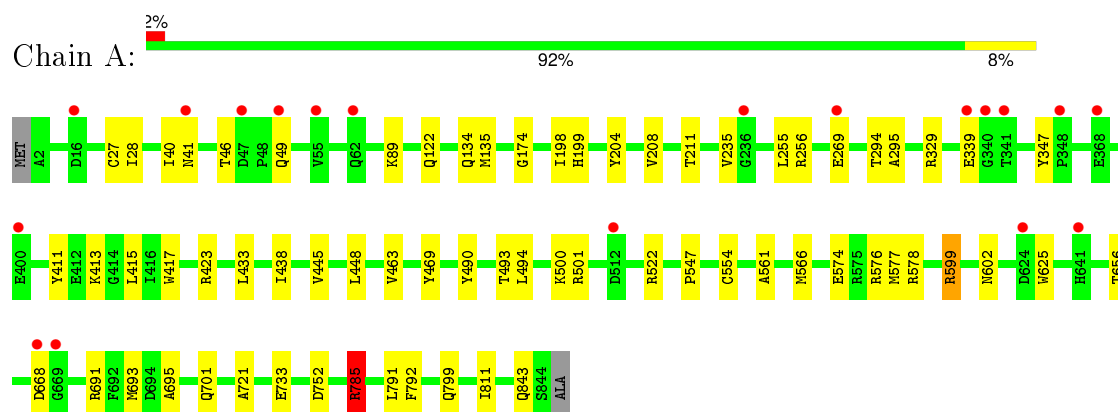 2%
Chain A:
92% 8%
MET A2 D16 C27 I28 I40 N41 T46 D47 P48 Q49 V55 Q62 K89 Q122 Q134 M135 G174 I198 H199 Y204 V208 T211 V235 G236 L255 R256 E269 T294 A295 R329 E339 G340 T341 Y347 P348 E368
E400 Y411 E412 K413 G414 L415 I416 W417 R423 L433 I438 V445 L448 V463 Y469 Y490 T493 L494 K500 R501 D512 R522 P547 C554 A561 M566 E574 R575 R576 M577 R578 R599 N602 D624 W625 H641 T656
D668 G669 R691 F692 M693 D694 A695 Q701 A721 E733 D752 R785 L791 F792 Q799 I811 Q843 S844 ALA